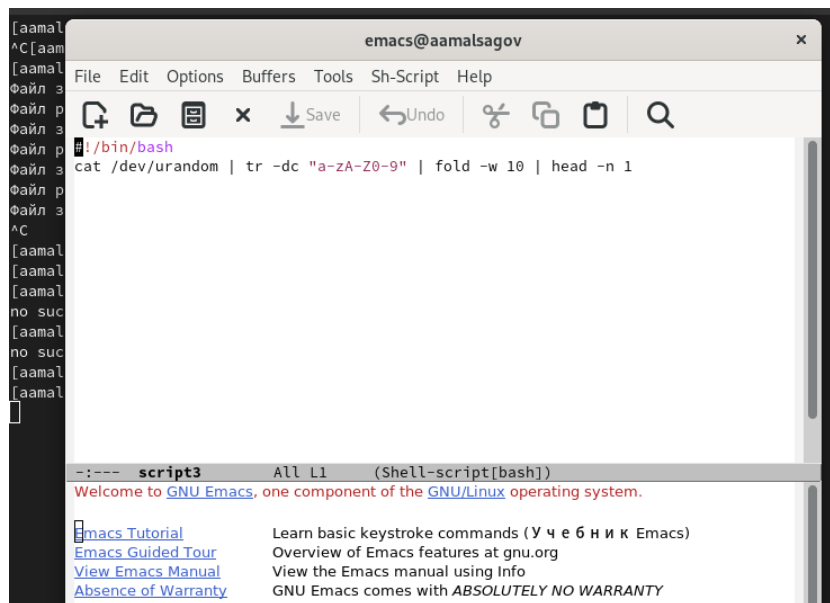 [aamal
^C[aam
[aamal
Файл з
Файл р
Файл з
Файл р
Файл з
Файл р
Файл з
^C
[aamal
[aamal
[aamal
no suc
[aamal
no suc
[aamal
[aamal
emacs@aamalsagov
File Edit Options Buffers Tools Sh-Script Help
Save Undo
#!/bin/bash
cat /dev/urandom | tr -dc "a-zA-Z0-9" | fold -w 10 | head -n 1
-:--- script3 All L1 (Shell-script[bash])
Welcome to GNU Emacs, one component of the GNU/Linux operating system.
Emacs Tutorial Learn basic keystroke commands (Учебник Emacs)
Emacs Guided Tour Overview of Emacs features at gnu.org
View Emacs Manual View the Emacs manual using Info
Absence of Warranty GNU Emacs comes with ABSOLUTELY NO WARRANTY